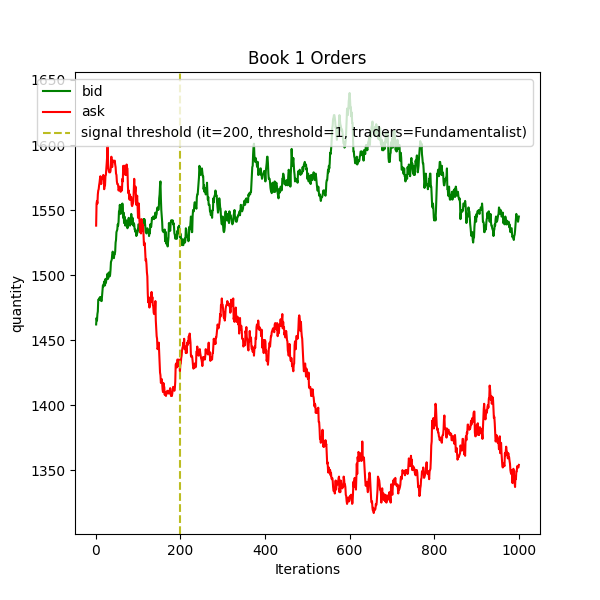 Book 1 Orders
bid
ask
signal threshold (it=200, threshold=1, traders=Fundamentalist)
1650
1600
1550
1500
1450
1400
1350
quantity
0 200 400 600 800 1000
Iterations